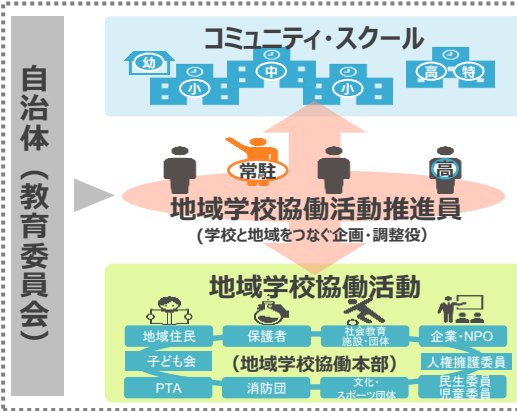 自治体（教育委員会）
コミュニティ・スクール
幼
小
中
小
高
特
常駐
高
地域学校協働活動推進員
(学校と地域をつなぐ企画・調整役)
地域学校協働活動
地域住民
保護者
社会教育
施設・団体
企業・NPO
子ども会
（地域学校協働本部）
人権擁護委員
PTA
消防団
文化・
スポーツ団体
民生委員
児童委員